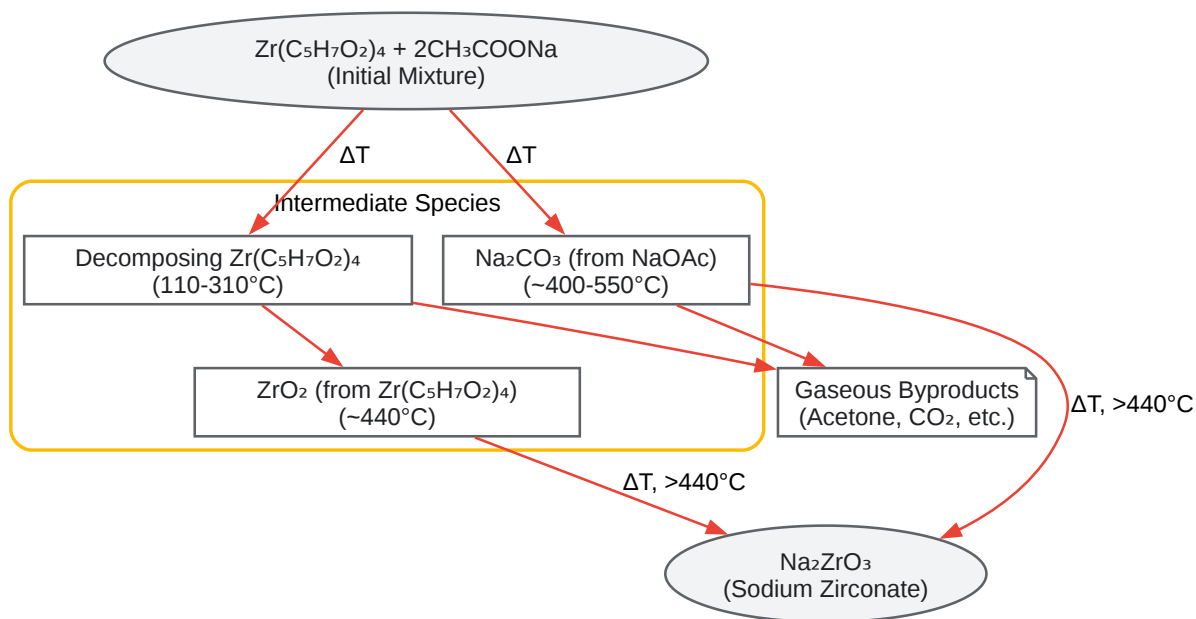 Zr(C₅H₇O₂)₄ + 2CH₃COONa
(Initial Mixture)
ΔT
ΔT
Intermediate Species
Decomposing Zr(C₅H₇O₂)₄
(110-310°C)
Na₂CO₃ (from NaOAc)
(~400-550°C)
ZrO₂ (from Zr(C₅H₇O₂)₄)
(~440°C)
Gaseous Byproducts
(Acetone, CO₂, etc.)
ΔT, >440°C
ΔT, >440°C
Na₂ZrO₃
(Sodium Zirconate)